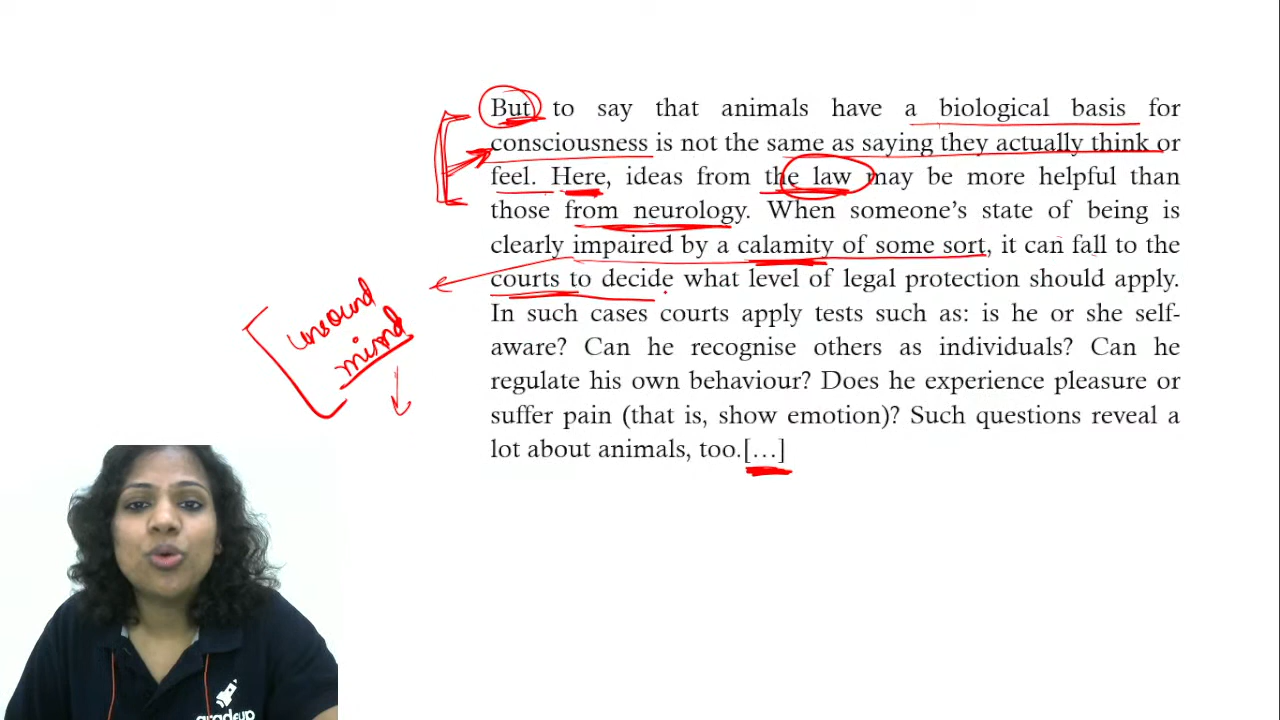 But to say that animals have a biological basis for
consciousness is not the same as saying they actually think or
feel. Here, ideas from the law may be more helpful than
those from neurology. When someone's state of being is
clearly impaired by a calamity of some sort, it can fall to the
courts to decide what level of legal protection should apply.
In such cases courts apply tests such as: is he or she self-
aware? Can he recognise others as individuals? Can he
regulate his own behaviour? Does he experience pleasure or
suffer pain (that is, show emotion)? Such questions reveal a
lot about animals, too.[…]
unsound
mind
gradeup